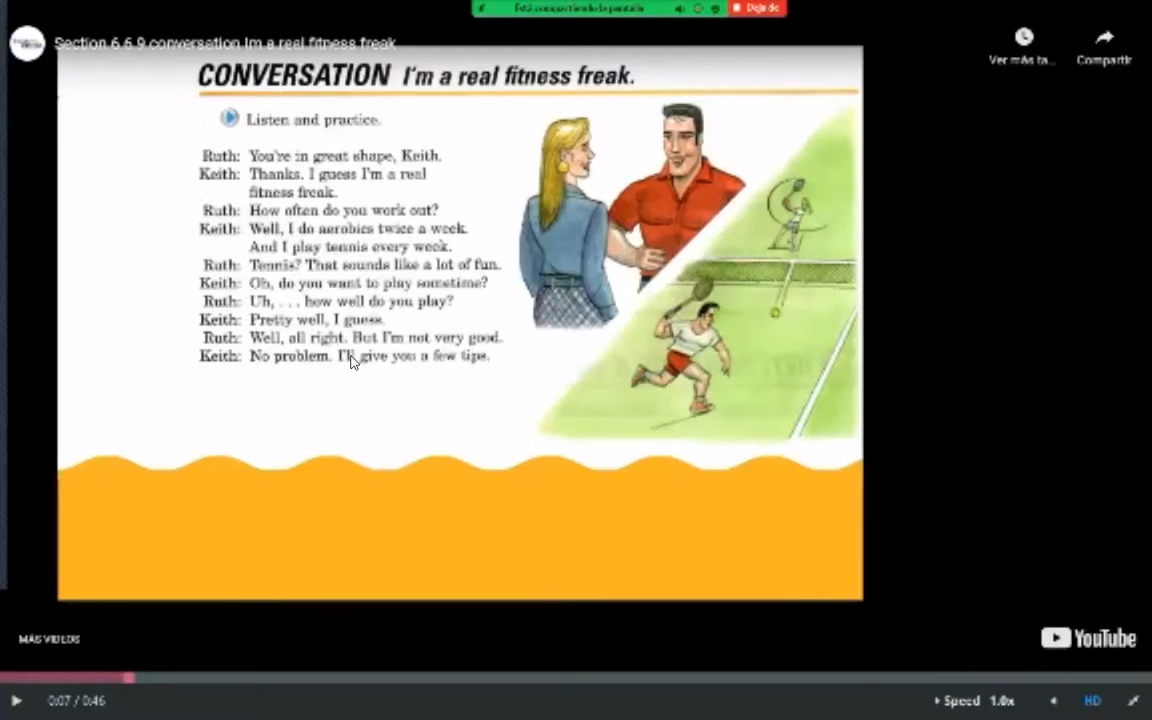 Está compartiendo la pantalla
Deja de
Section 6.6 9 conversation Im a real fitness freak
Ver más ta...
Compartir
CONVERSATION I'm a real fitness freak.
Listen and practice.
Ruth: You're in great shape, Keith.
Keith: Thanks. I guess I'm a real
fitness freak.
Ruth: How often do you work out?
Keith: Well, I do aerobics twice a week.
And I play tennis every week.
Ruth: Tennis? That sounds like a lot of fun.
Keith: Oh, do you want to play sometime?
Ruth: Uh, . . . how well do you play?
Keith: Pretty well, I guess.
Ruth: Well, all right. But I'm not very good.
Keith: No problem. I'll give you a few tips.
MÁS VIDEOS
YouTube
0:07 / 0:46
Speed 1.0x
HD